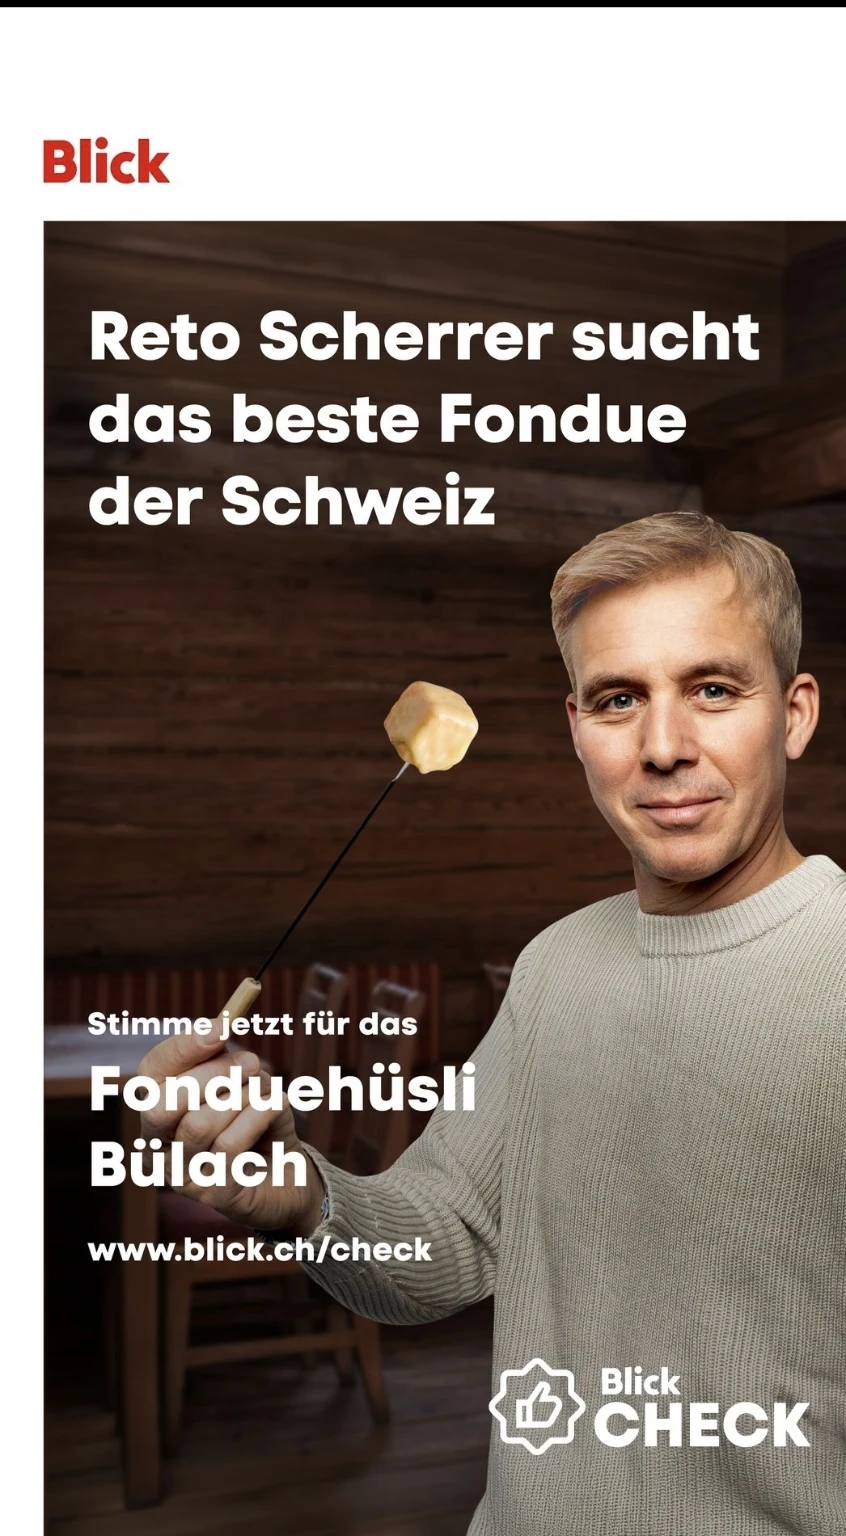 Blick
Reto Scherrer sucht
das beste Fondue
der Schweiz
Stimme jetzt für das
Fonduehüsli
Bülach
www.blick.ch/check
Blick
CHECK